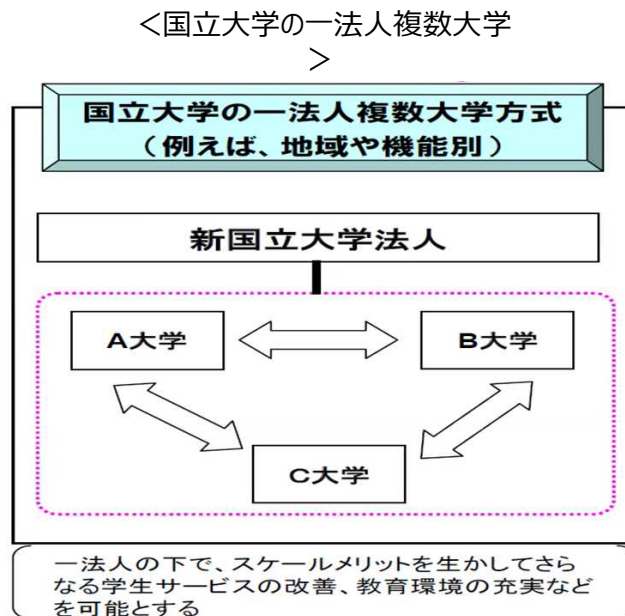 ＜国立大学の一法人複数大学
＞
国立大学の一法人複数大学方式
（例えば、地域や機能別）
新国立大学法人
A大学
B大学
C大学
一法人の下で、スケールメリットを生かしてさら
なる学生サービスの改善、教育環境の充実など
を可能とする